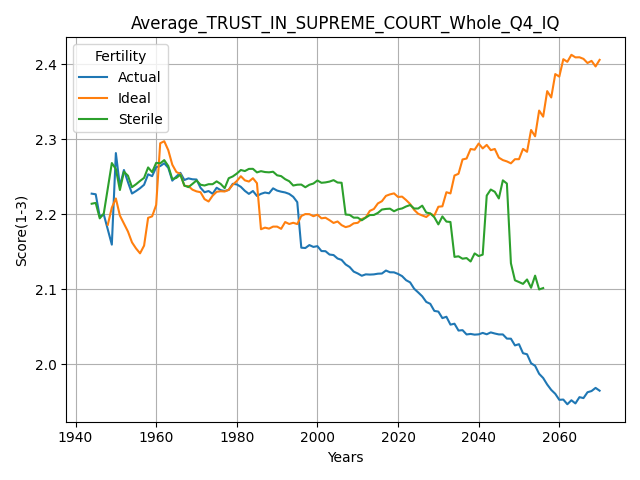 Average_TRUST_IN_SUPREME_COURT_Whole_Q4_IQ
Fertility
Actual
Ideal
Sterile
Score(1-3)
2.4
2.3
2.2
2.1
2.0
1940
1960
1980
2000
2020
2040
2060
Years